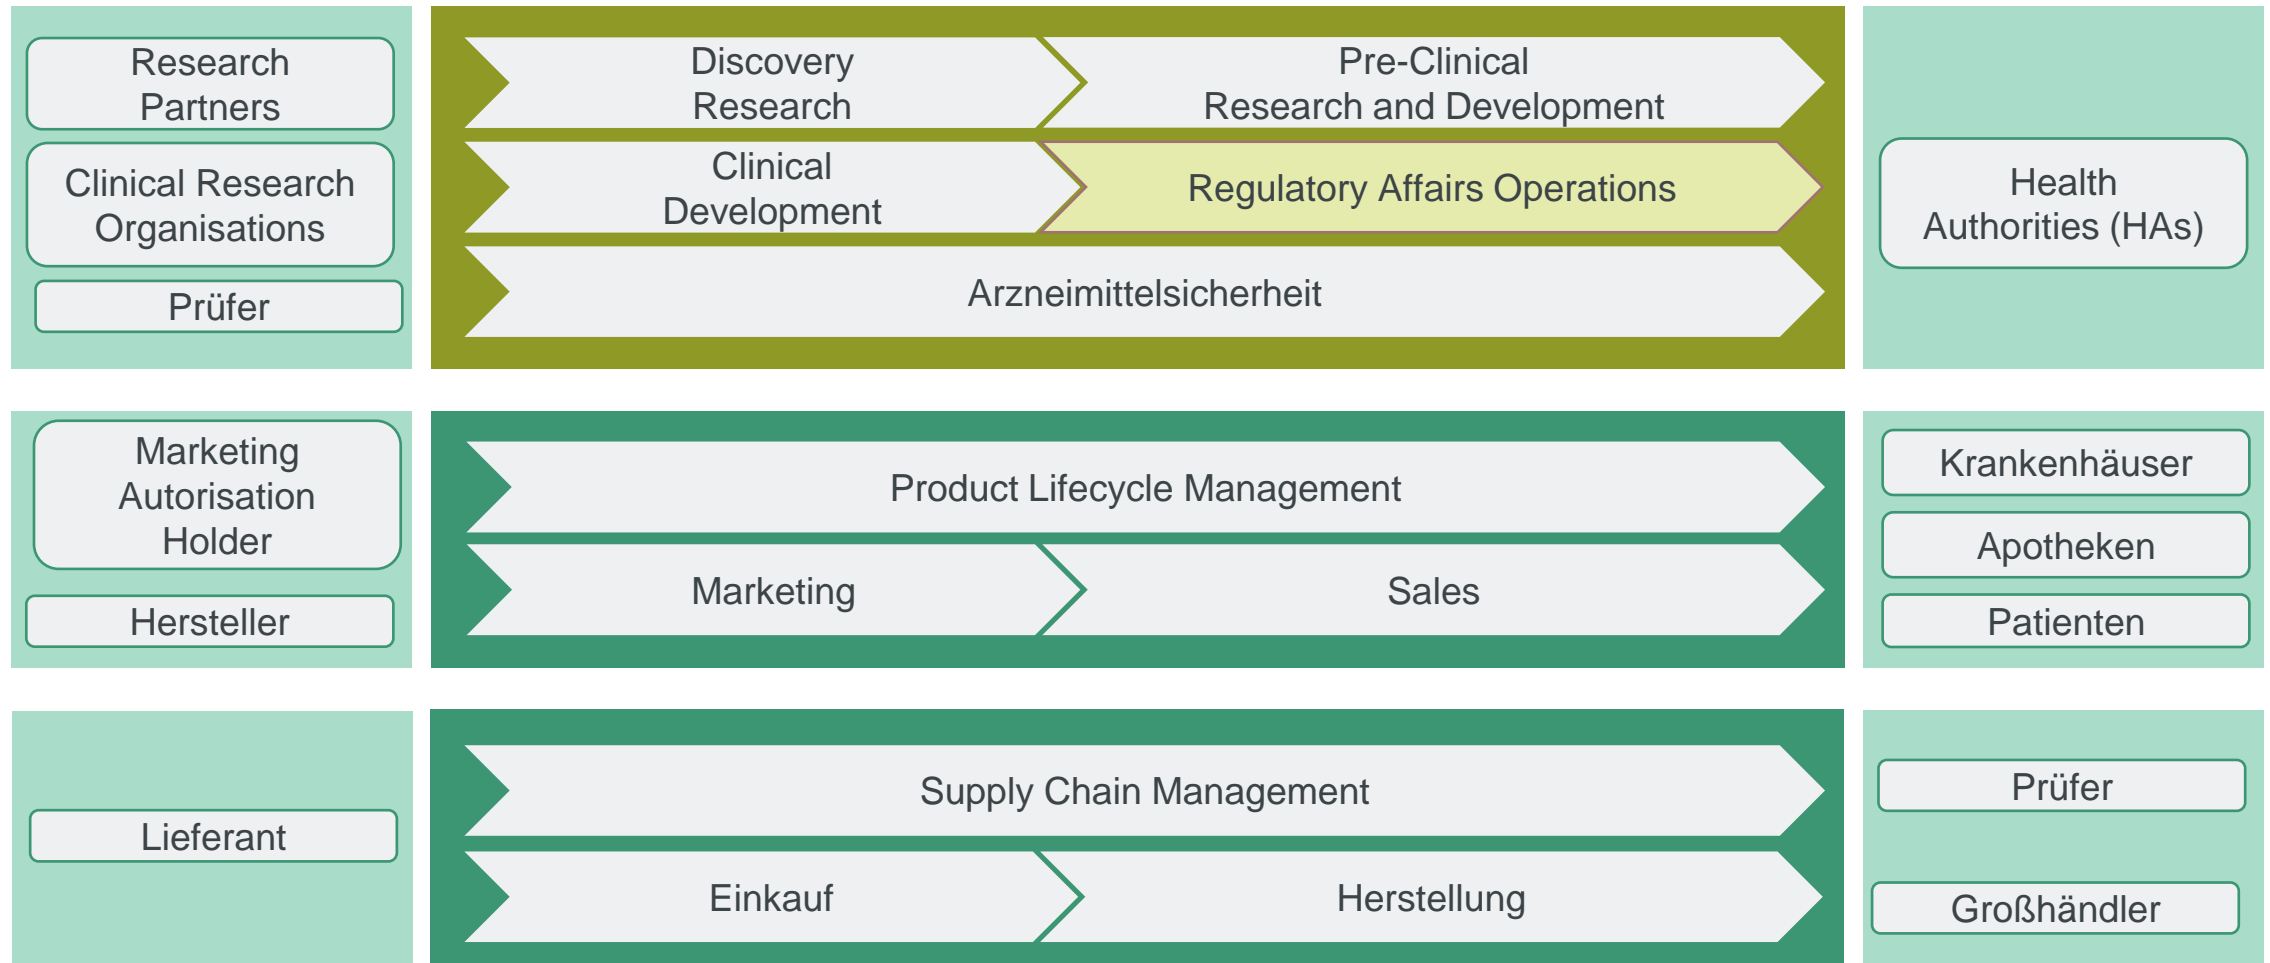 Research
Partners
Clinical Research
Organisations
Prüfer
Discovery
Research
Pre-Clinical
Research and Development
Clinical
Development
Regulatory Affairs Operations
Arzneimittelsicherheit
Health
Authorities (HAs)
Marketing
Autorisation
Holder
Hersteller
Product Lifecycle Management
Marketing
Sales
Krankenhäuser
Apotheken
Patienten
Lieferant
Supply Chain Management
Einkauf
Herstellung
Prüfer
Großhändler